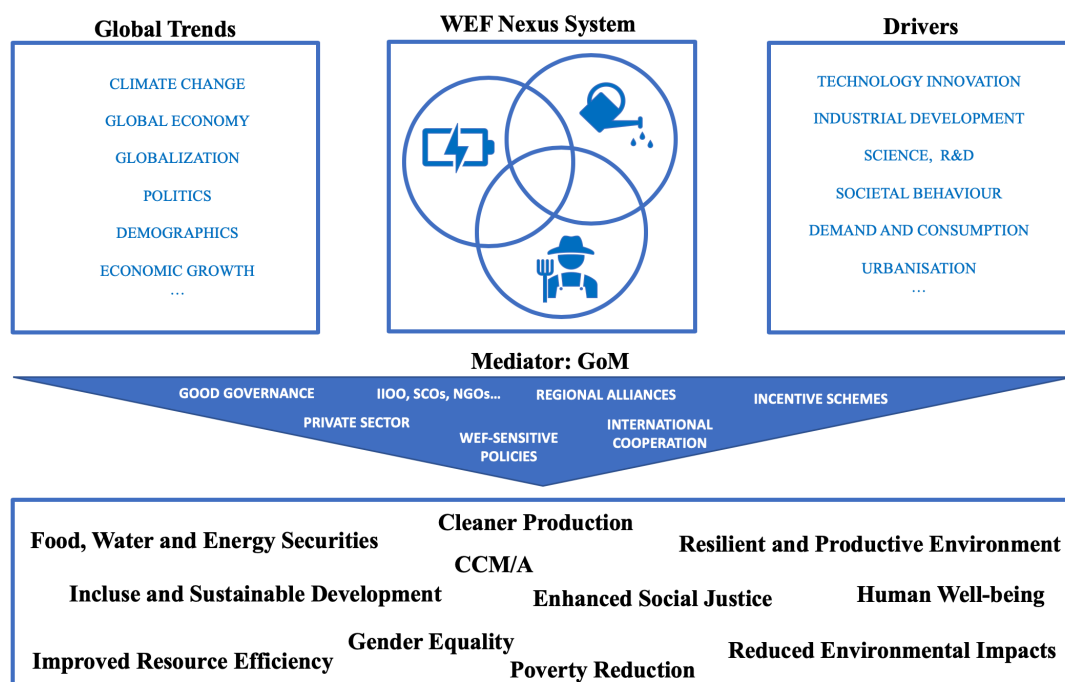 Global Trends
CLIMATE CHANGE
GLOBAL ECONOMY
GLOBALIZATION
POLITICS
DEMOGRAPHICS
ECONOMIC GROWTH
…
WEF Nexus System
Drivers
TECHNOLOGY INNOVATION
INDUSTRIAL DEVELOPMENT
SCIENCE, R&D
SOCIETAL BEHAVIOUR
DEMAND AND CONSUMPTION
URBANISATION
…
Mediator: GoM
GOOD GOVERNANCE
IIOO, SCOs, NGOs…
REGIONAL ALLIANCES
INCENTIVE SCHEMES
PRIVATE SECTOR
WEF-SENSITIVE
POLICIES
INTERNATIONAL
COOPERATION
Cleaner Production
Food, Water and Energy Securities
Resilient and Productive Environment
CCM/A
Incluse and Sustainable Development
Enhanced Social Justice
Human Well-being
Gender Equality
Improved Resource Efficiency
Poverty Reduction
Reduced Environmental Impacts